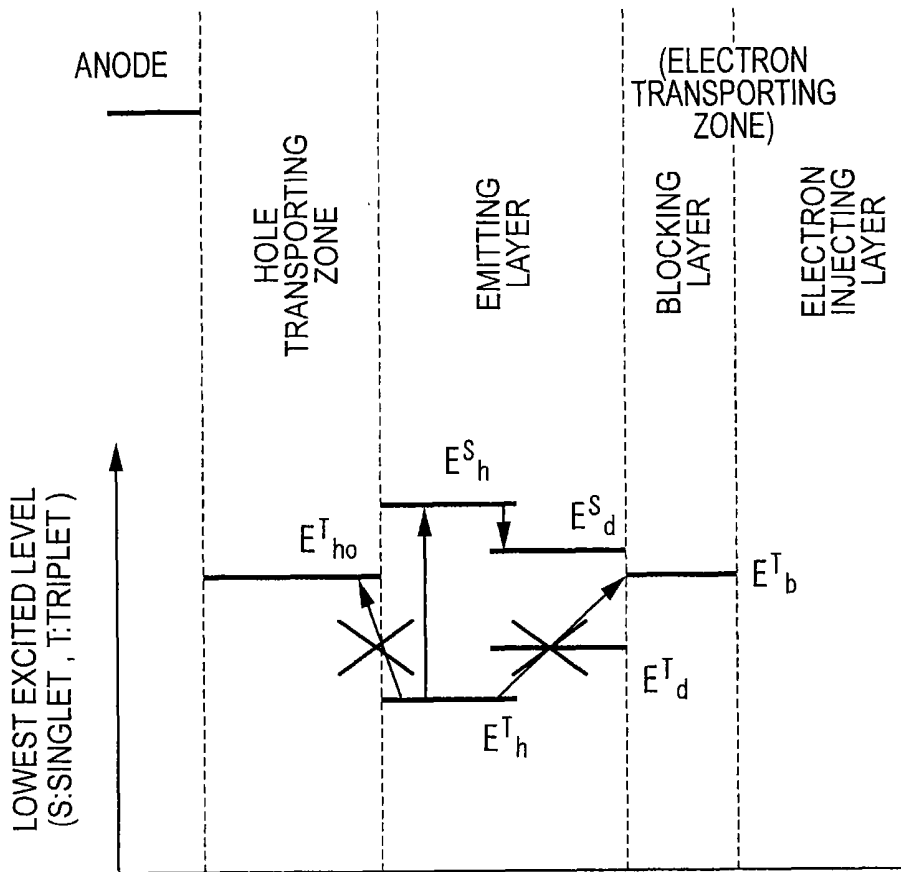 ANODE
(ELECTRON
TRANSPORTING
ZONE)
HOLE
TRANSPORTING
ZONE
EMITTING
LAYER
BLOCKING
LAYER
ELECTRON
INJECTING
LAYER
LOWEST EXCITED LEVEL
(S:SINGLET , T:TRIPLET )
E^S_h
E^S_d
E^T_ho
E^T_b
E^T_d
E^T_h